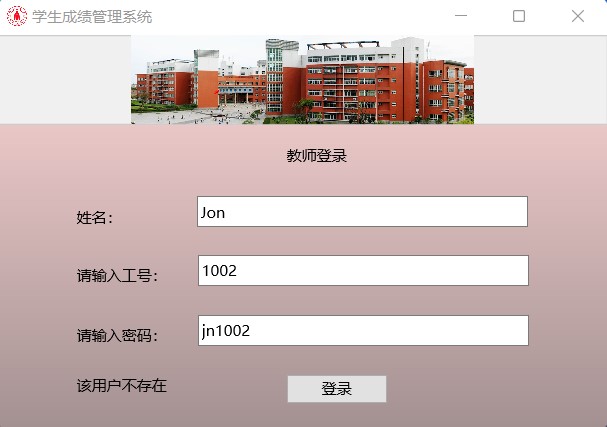 学生成绩管理系统
教师登录
姓名：
Jon
请输入工号：
1002
请输入密码：
jn1002
该用户不存在
登录